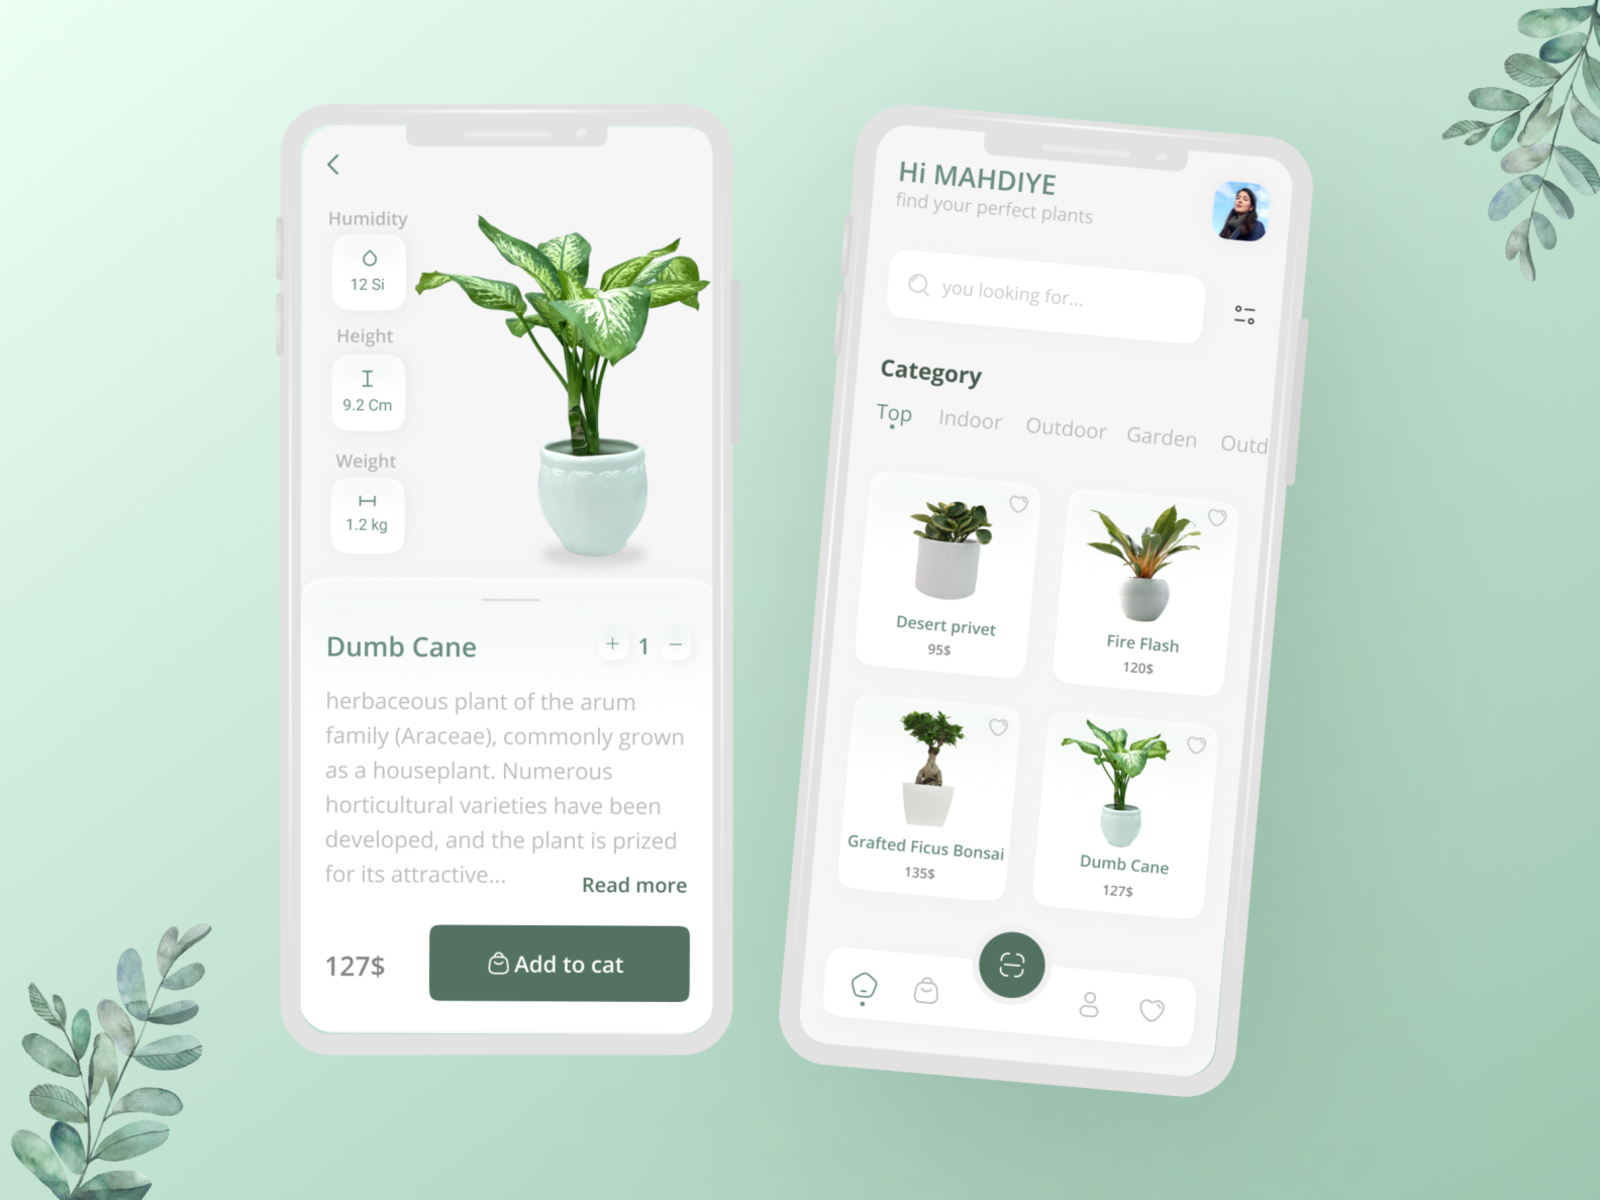 Humidity
12 Si
Height
9.2 Cm
Weight
1.2 kg
Dumb Cane
+ 1 −
herbaceous plant of the arum
family (Araceae), commonly grown
as a houseplant. Numerous
horticultural varieties have been
developed, and the plant is prized
for its attractive...
Read more
127$
Add to cat
Hi MAHDIYE
find your perfect plants
you looking for...
Category
Top Indoor Outdoor Garden Outd
Desert privet
95$
Fire Flash
120$
Grafted Ficus Bonsai
135$
Dumb Cane
127$